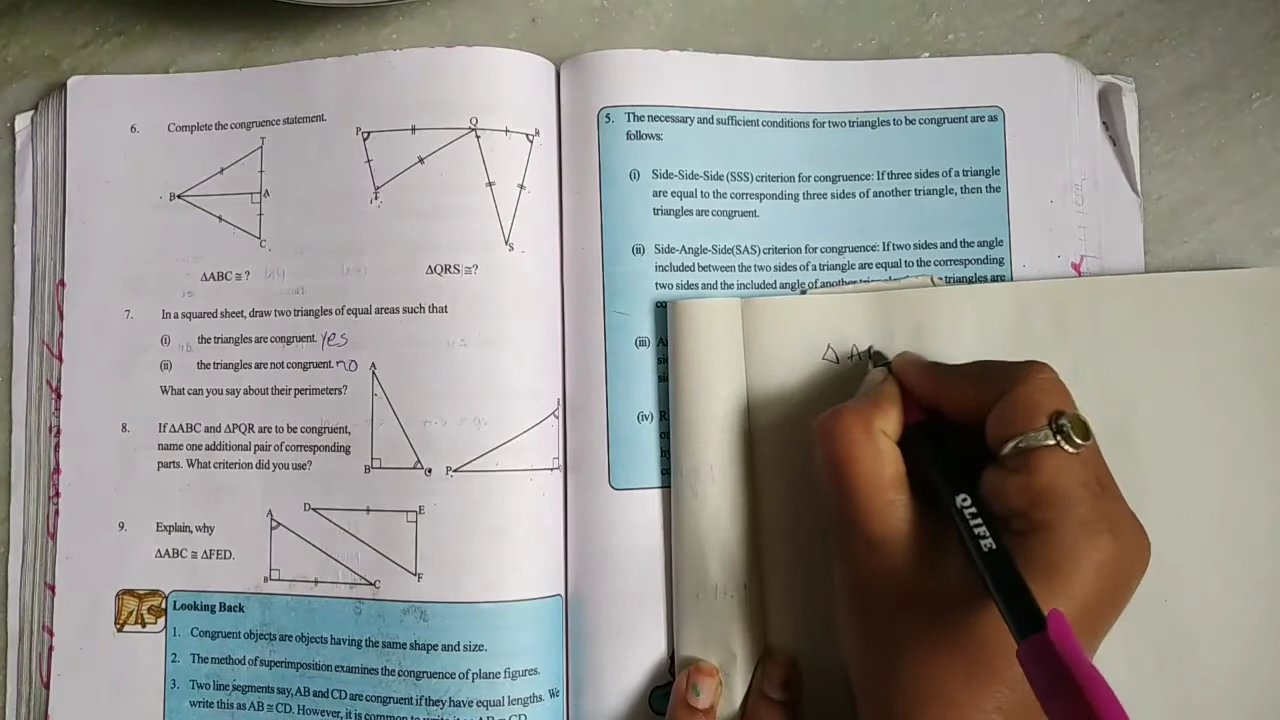 6. Complete the congruence statement.
T
B A
C
P Q R
T
S
ΔABC ≅ ?
ΔQRS ≅ ?
7. In a squared sheet, draw two triangles of equal areas such that
(i) the triangles are congruent. yes
(ii) the triangles are not congruent. no
What can you say about their perimeters?
8. If ΔABC and ΔPQR are to be congruent,
name one additional pair of corresponding
parts. What criterion did you use?
A
B C
P
9. Explain, why
ΔABC ≅ ΔFED.
A
B C
D E
F
Looking Back
1. Congruent objects are objects having the same shape and size.
2. The method of superimposition examines the congruence of plane figures.
3. Two line segments say, AB and CD are congruent if they have equal lengths. We
write this as AB ≅ CD. However, it is common to
5. The necessary and sufficient conditions for two triangles to be congruent are as
follows:
(i) Side-Side-Side (SSS) criterion for congruence: If three sides of a triangle
are equal to the corresponding three sides of another triangle, then the
triangles are congruent.
(ii) Side-Angle-Side(SAS) criterion for congruence: If two sides and the angle
included between the two sides of a triangle are equal to the corresponding
two sides and the included angle of another triangles are
(iii)
(iv)
Δ A
QLIFE